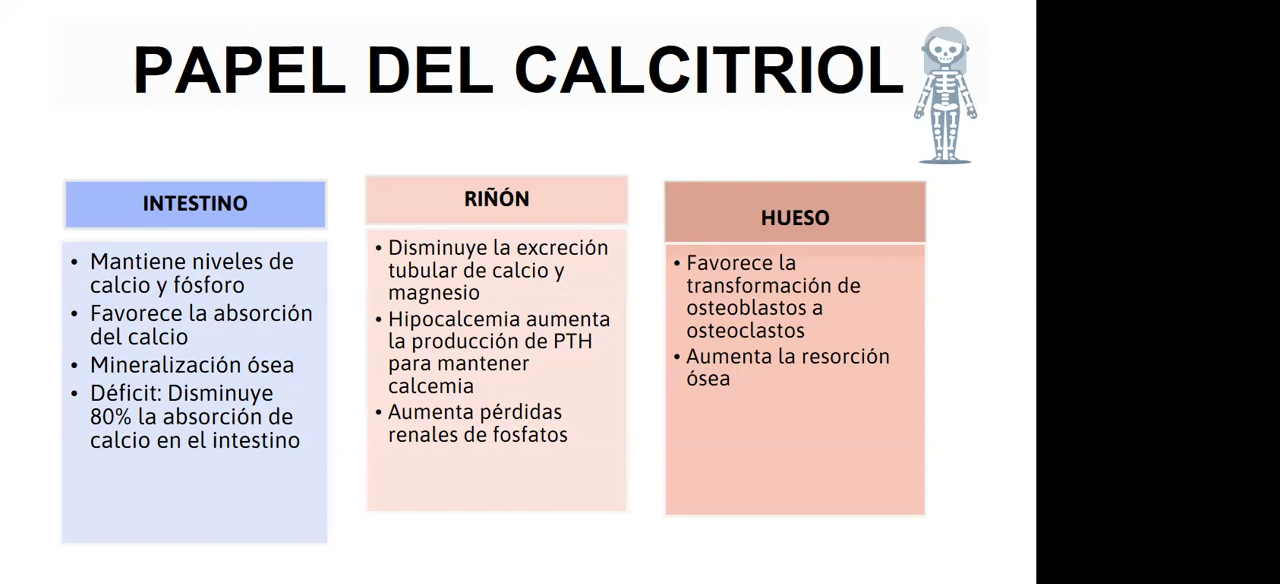 PAPEL DEL CALCITRIOL
INTESTINO
• Mantiene niveles de
calcio y fósforo
• Favorece la absorción
del calcio
• Mineralización ósea
• Déficit: Disminuye
80% la absorción de
calcio en el intestino
RIÑÓN
• Disminuye la excreción
tubular de calcio y
magnesio
• Hipocalcemia aumenta
la producción de PTH
para mantener
calcemia
• Aumenta pérdidas
renales de fosfatos
HUESO
• Favorece la
transformación de
osteoblastos a
osteoclastos
• Aumenta la resorción
ósea